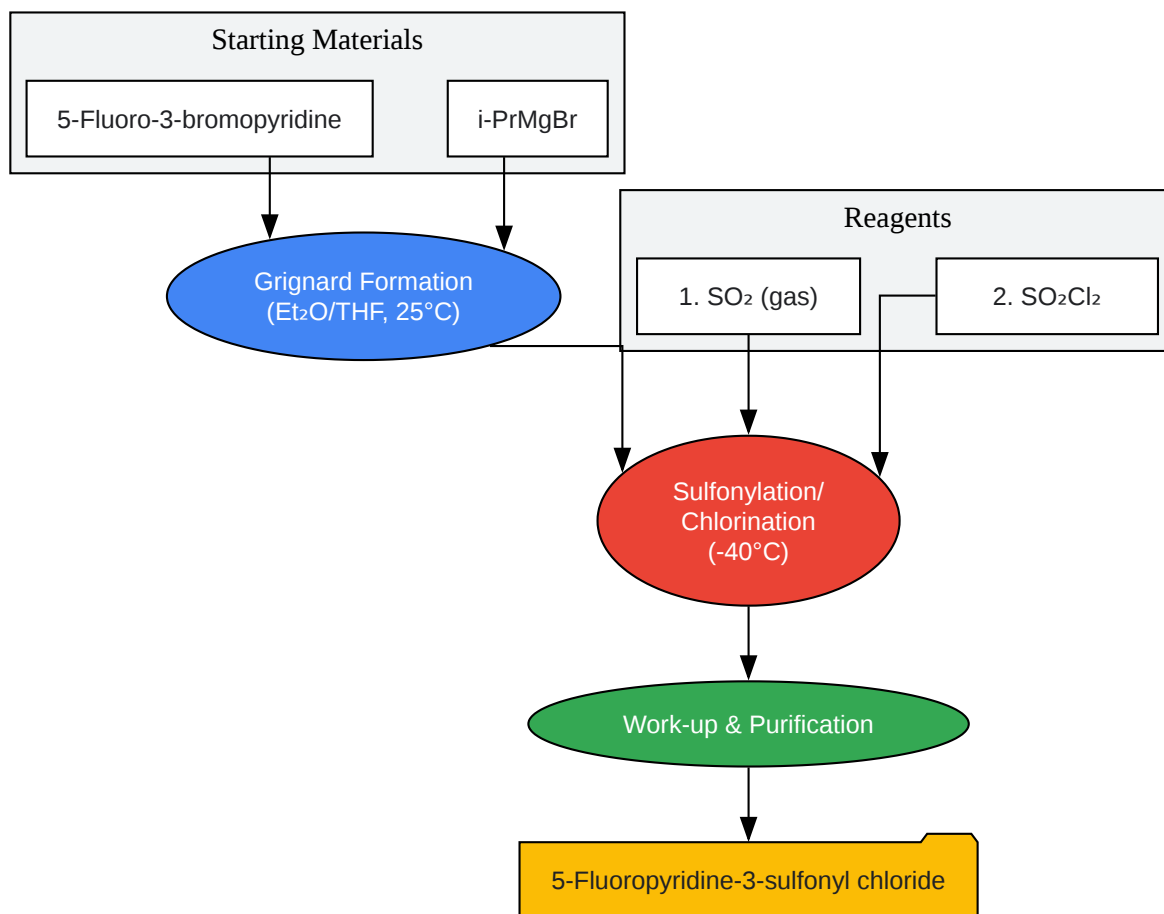 Starting Materials
5-Fluoro-3-bromopyridine
i-PrMgBr
Grignard Formation
(Et₂O/THF, 25°C)
Reagents
1. SO₂ (gas)
2. SO₂Cl₂
Sulfonylation/
Chlorination
(-40°C)
Work-up & Purification
5-Fluoropyridine-3-sulfonyl chloride